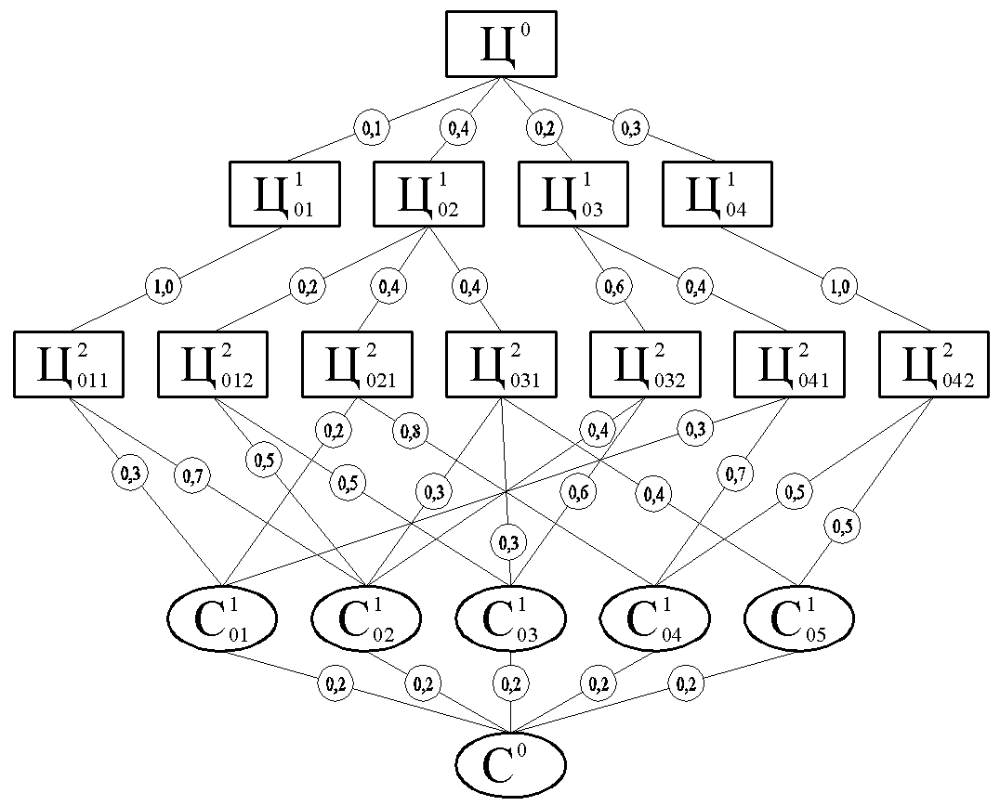 Ц⁰
0,1 0,4 0,2 0,3
Ц¹₀₁ Ц¹₀₂ Ц¹₀₃ Ц¹₀₄
1,0 0,2 0,4 0,4 0,6 0,4 1,0
Ц²₀₁₁ Ц²₀₁₂ Ц²₀₂₁ Ц²₀₃₁ Ц²₀₃₂ Ц²₀₄₁ Ц²₀₄₂
0,2 0,8 0,4 0,3
0,3 0,7 0,5 0,5 0,3 0,6 0,4 0,7 0,5
0,3 0,5
С¹₀₁ С¹₀₂ С¹₀₃ С¹₀₄ С¹₀₅
0,2 0,2 0,2 0,2 0,2
С⁰